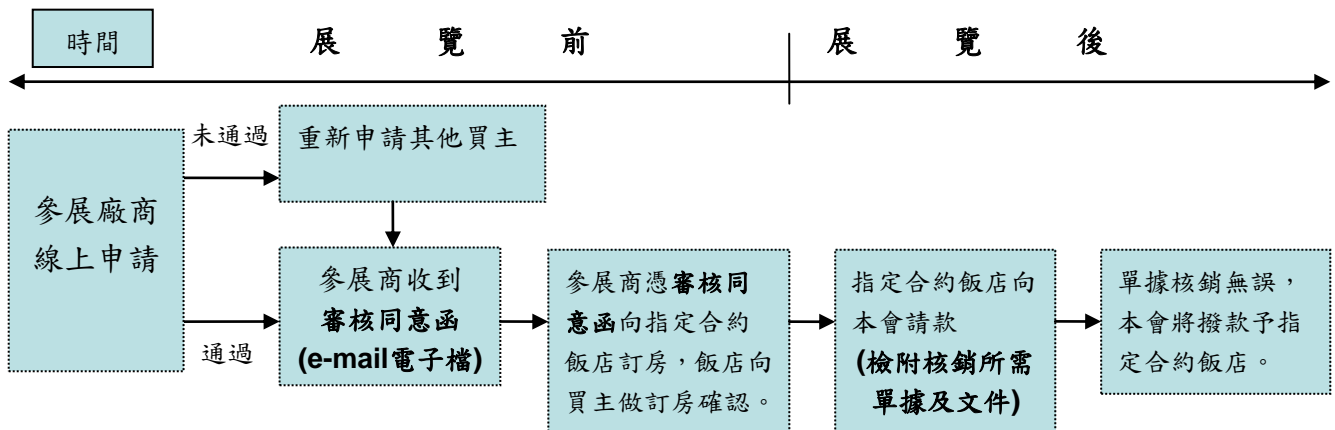 時間
展 覽 前
展 覽 後
參展廠商
線上申請
未通過
重新申請其他買主
通過
參展商收到
審核同意函
(e-mail電子檔)
參展商憑審核同
意函向指定合約
飯店訂房，飯店向
買主做訂房確認。
指定合約飯店向
本會請款
(檢附核銷所需
單據及文件)
單據核銷無誤，
本會將撥款予指
定合約飯店。